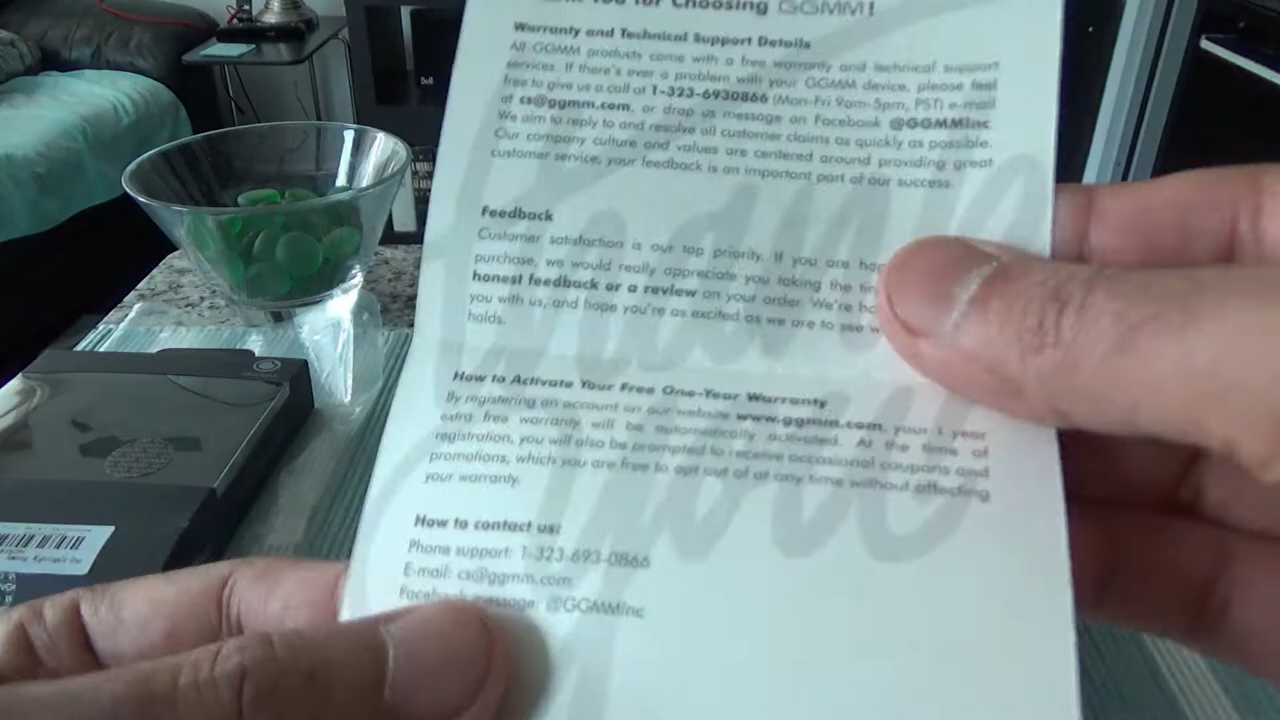 You for Choosing GGMM!
Warranty and Technical Support Details
All GGMM products come with a free warranty and technical support
services. If there's ever a problem with your GGMM device, please feel
free to give us a call at 1-323-6930866 (Mon-Fri 9am-5pm, PST) e-mail
at cs@ggmm.com, or drop us message on Facebook @GGMMInc
We aim to reply to and resolve all customer claims as quickly as possible.
Our company culture and values are centered around providing great
customer service, your feedback is an important part of our success.
Feedback
Customer satisfaction is our top priority. If you are
purchase, we would really appreciate you taking the
honest feedback or a review on your order. We're
you with us, and hope you're as excited as we are to see
holds.
How to Activate Your Free One-Year Warranty
By registering an account on our website www.ggmm.com, your 1 year
extra free warranty will be automatically activated. At the time of
registration, you will also be prompted to receive occasional coupons and
promotions, which you are free to opt out of at any time without affecting
your warranty.
How to contact us:
Phone support: 1-323-693-0866
E-mail: cs@ggmm.com
Facebook message: @GGMMInc
Bell